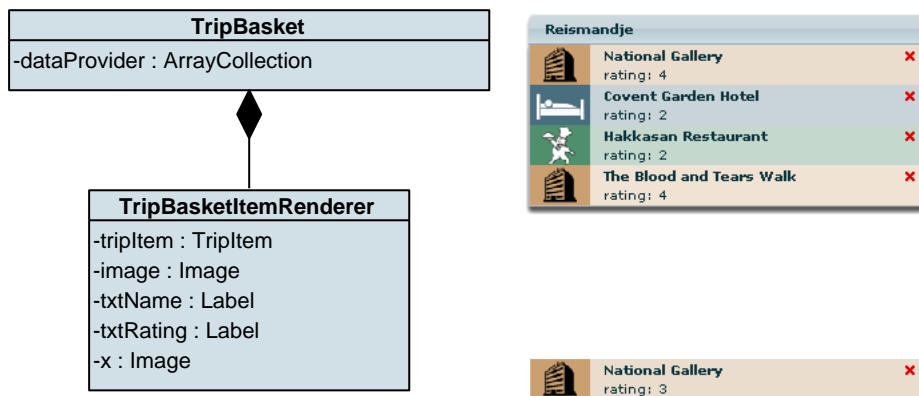 TripBasket
-dataProvider : ArrayCollection
TripBasketItemRenderer
-tripItem : TripItem
-image : Image
-txtName : Label
-txtRating : Label
-x : Image
Reismandje
National Gallery
rating: 4
Covent Garden Hotel
rating: 2
Hakkasan Restaurant
rating: 2
The Blood and Tears Walk
rating: 4
National Gallery
rating: 3